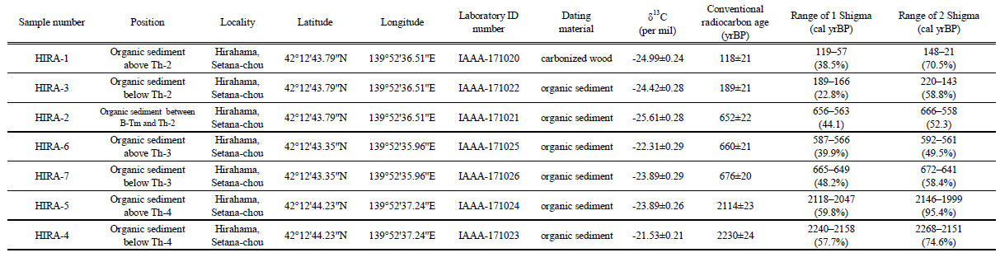 Sample number Position Locality Latitude Longitude Laboratory ID number Dating material δ13C (per mil) Conventional radiocarbon age (yrBP) Range of 1 Shigma (cal yrBP) Range of 2 Shigma (cal yrBP)
HIRA-1 Organic sediment above Th-2 Hirahama, Setana-chou 42°12'43.79"N 139°52'36.51"E IAAA-171020 carbonized wood -24.99±0.24 118±21 119–57 (38.5%) 148–21 (70.5%)
HIRA-3 Organic sediment below Th-2 Hirahama, Setana-chou 42°12'43.79"N 139°52'36.51"E IAAA-171022 organic sediment -24.42±0.28 189±21 189–166 (22.8%) 220–143 (58.8%)
HIRA-2 Organic sediment between B-Tm and Th-2 Hirahama, Setana-chou 42°12'43.79"N 139°52'36.51"E IAAA-171021 organic sediment -25.61±0.28 652±22 656–563 (44.1) 666–558 (52.3)
HIRA-6 Organic sediment above Th-3 Hirahama, Setana-chou 42°12'43.35"N 139°52'35.96"E IAAA-171025 organic sediment -22.31±0.29 660±21 587–566 (39.9%) 592–561 (49.5%)
HIRA-7 Organic sediment below Th-3 Hirahama, Setana-chou 42°12'43.35"N 139°52'35.96"E IAAA-171026 organic sediment -23.89±0.29 676±20 665–649 (48.2%) 672–641 (58.4%)
HIRA-5 Organic sediment above Th-4 Hirahama, Setana-chou 42°12'44.23"N 139°52'37.24"E IAAA-171024 organic sediment -23.89±0.26 2114±23 2118–2047 (59.8%) 2146–1999 (95.4%)
HIRA-4 Organic sediment below Th-4 Hirahama, Setana-chou 42°12'44.23"N 139°52'37.24"E IAAA-171023 organic sediment -21.53±0.21 2230±24 2240–2158 (57.7%) 2268–2151 (74.6%)